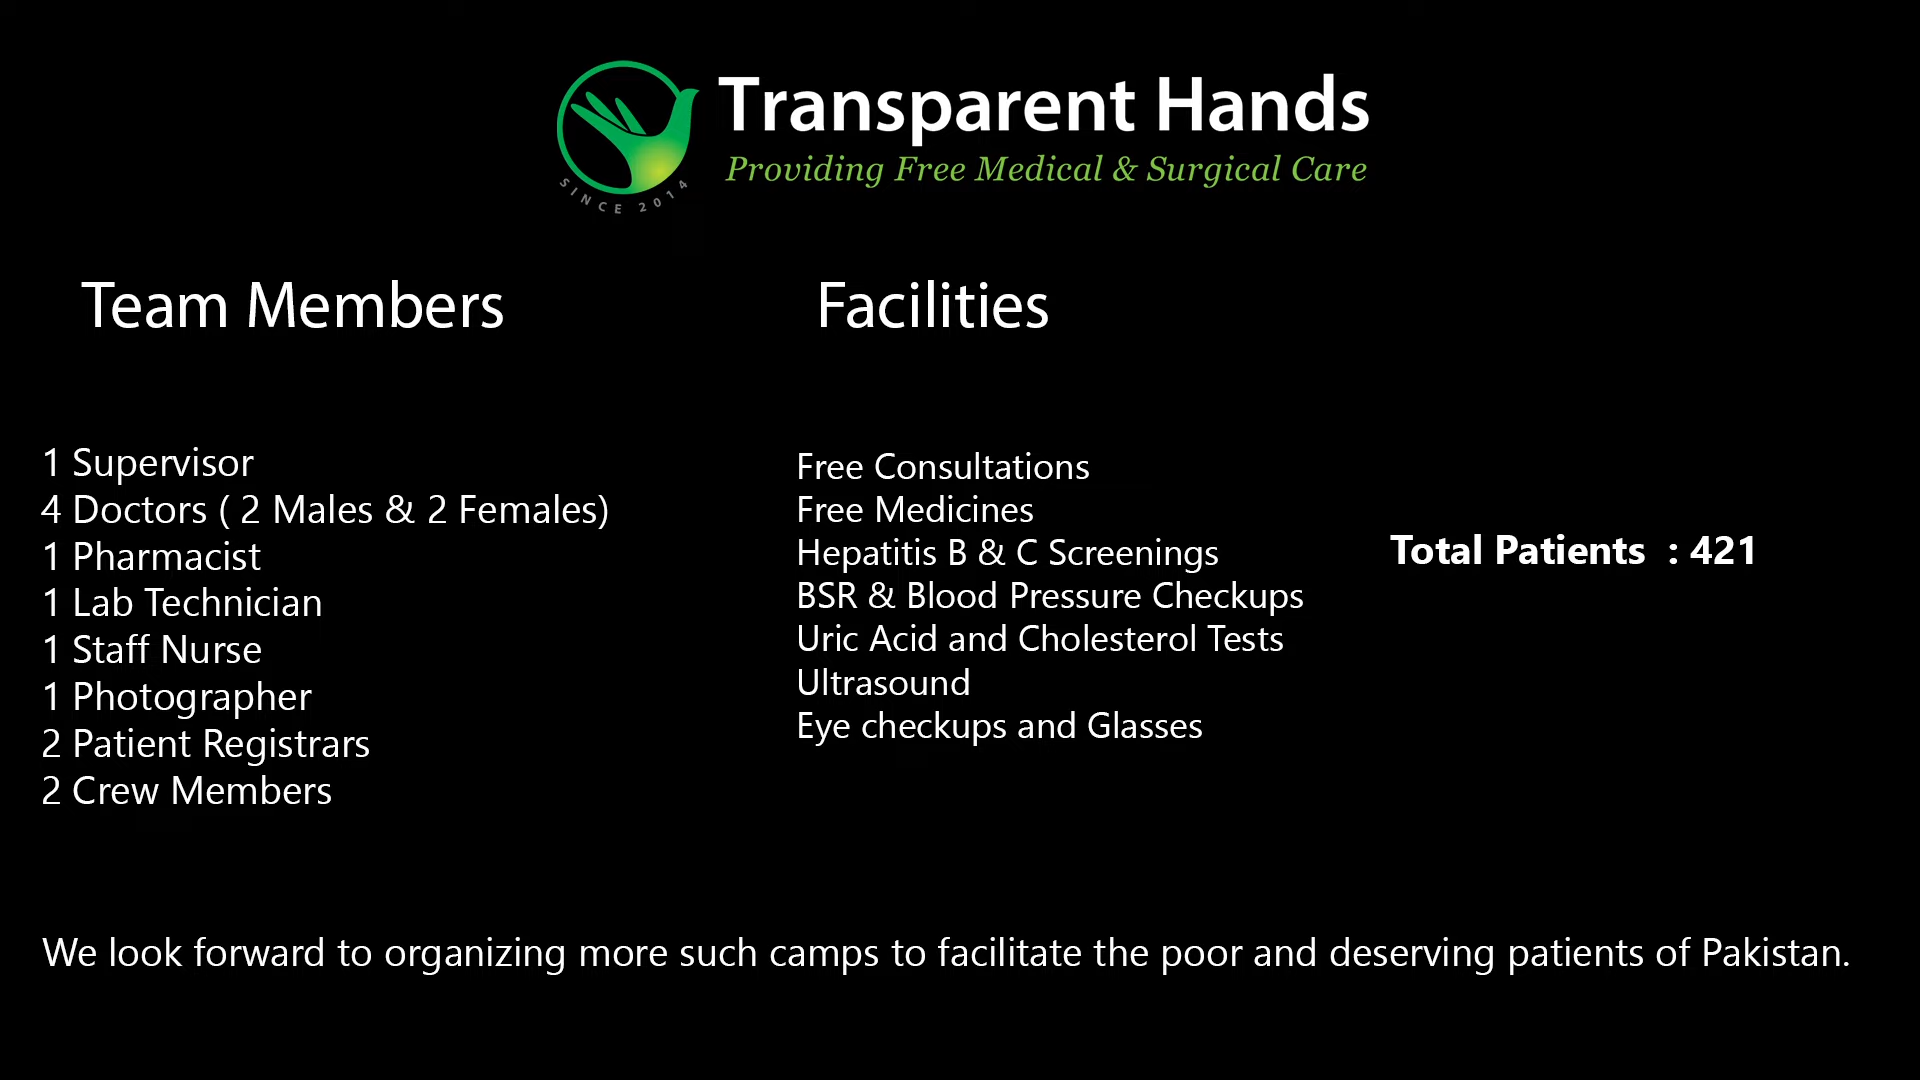 Transparent Hands
Providing Free Medical & Surgical Care
SINCE 2014
Team Members
1 Supervisor
4 Doctors ( 2 Males & 2 Females)
1 Pharmacist
1 Lab Technician
1 Staff Nurse
1 Photographer
2 Patient Registrars
2 Crew Members
Facilities
Free Consultations
Free Medicines
Hepatitis B & C Screenings
BSR & Blood Pressure Checkups
Uric Acid and Cholesterol Tests
Ultrasound
Eye checkups and Glasses
Total Patients : 421
We look forward to organizing more such camps to facilitate the poor and deserving patients of Pakistan.